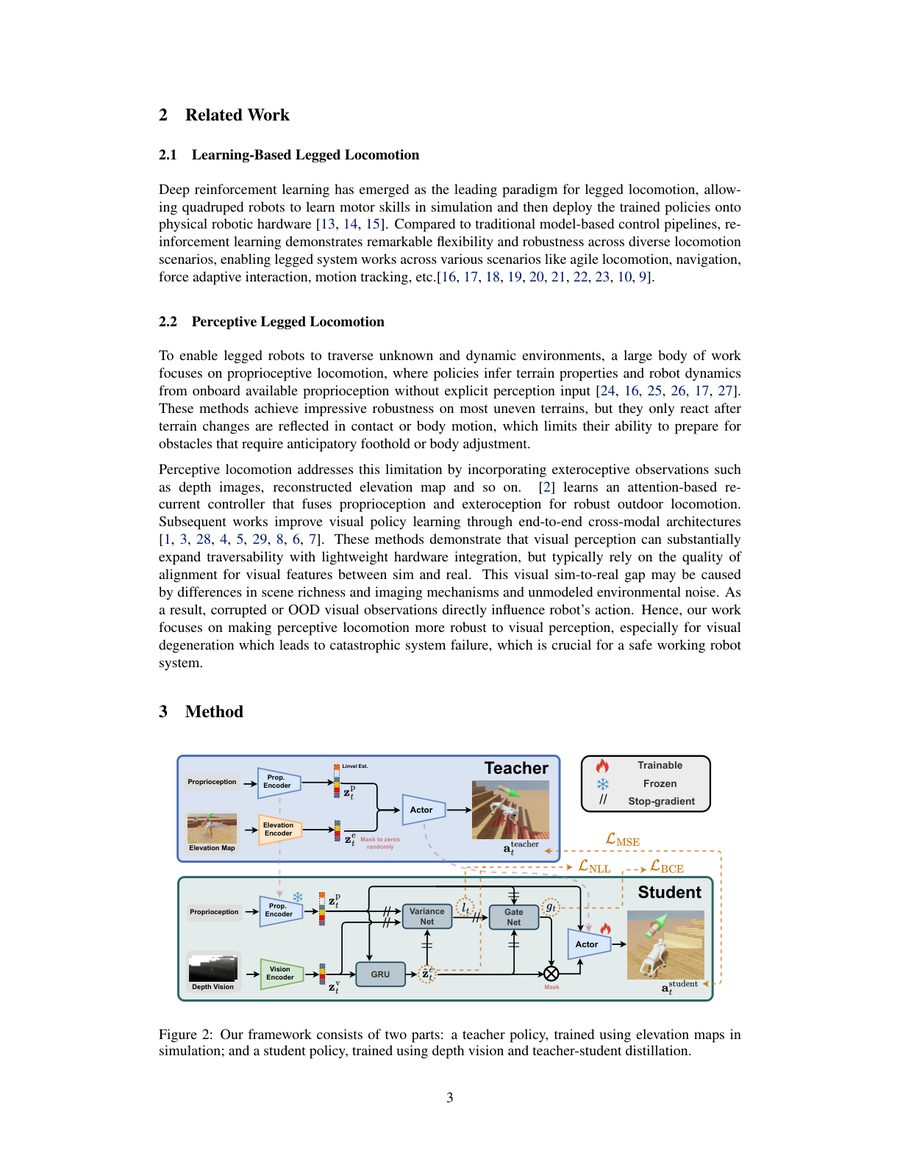 2 Related Work
2.1 Learning-Based Legged Locomotion
Deep reinforcement learning has emerged as the leading paradigm for legged locomotion, allow-
ing quadruped robots to learn motor skills in simulation and then deploy the trained policies onto
physical robotic hardware [13, 14, 15]. Compared to traditional model-based control pipelines, re-
inforcement learning demonstrates remarkable flexibility and robustness across diverse locomotion
scenarios, enabling legged system works across various scenarios like agile locomotion, navigation,
force adaptive interaction, motion tracking, etc.[16, 17, 18, 19, 20, 21, 22, 23, 10, 9].
2.2 Perceptive Legged Locomotion
To enable legged robots to traverse unknown and dynamic environments, a large body of work
focuses on proprioceptive locomotion, where policies infer terrain properties and robot dynamics
from onboard available proprioception without explicit perception input [24, 16, 25, 26, 17, 27].
These methods achieve impressive robustness on most uneven terrains, but they only react after
terrain changes are reflected in contact or body motion, which limits their ability to prepare for
obstacles that require anticipatory foothold or body adjustment.
Perceptive locomotion addresses this limitation by incorporating exteroceptive observations such
as depth images, reconstructed elevation map and so on. [2] learns an attention-based re-
current controller that fuses proprioception and exteroception for robust outdoor locomotion.
Subsequent works improve visual policy learning through end-to-end cross-modal architectures
[1, 3, 28, 4, 5, 29, 8, 6, 7]. These methods demonstrate that visual perception can substantially
expand traversability with lightweight hardware integration, but typically rely on the quality of
alignment for visual features between sim and real. This visual sim-to-real gap may be caused
by differences in scene richness and imaging mechanisms and unmodeled environmental noise. As
a result, corrupted or OOD visual observations directly influence robot's action. Hence, our work
focuses on making perceptive locomotion more robust to visual perception, especially for visual
degeneration which leads to catastrophic system failure, which is crucial for a safe working robot
system.
3 Method
Teacher
Proprioception
Prop.
Encoder
Linvel Est.
z_t^p
Elevation Map
Elevation
Encoder
z_t^e
Mask to zeros
randomly
Actor
a_t^teacher
Trainable
Frozen
// Stop-gradient
L_MSE
L_NLL
L_BCE
Student
Proprioception
Prop.
Encoder
z_t^p
Variance
Net
l_t
Gate
Net
g_t
Actor
Depth Vision
Vision
Encoder
z_t^v
GRU
ẑ_t^e
Mask
a_t^student
Figure 2: Our framework consists of two parts: a teacher policy, trained using elevation maps in
simulation; and a student policy, trained using depth vision and teacher-student distillation.
3